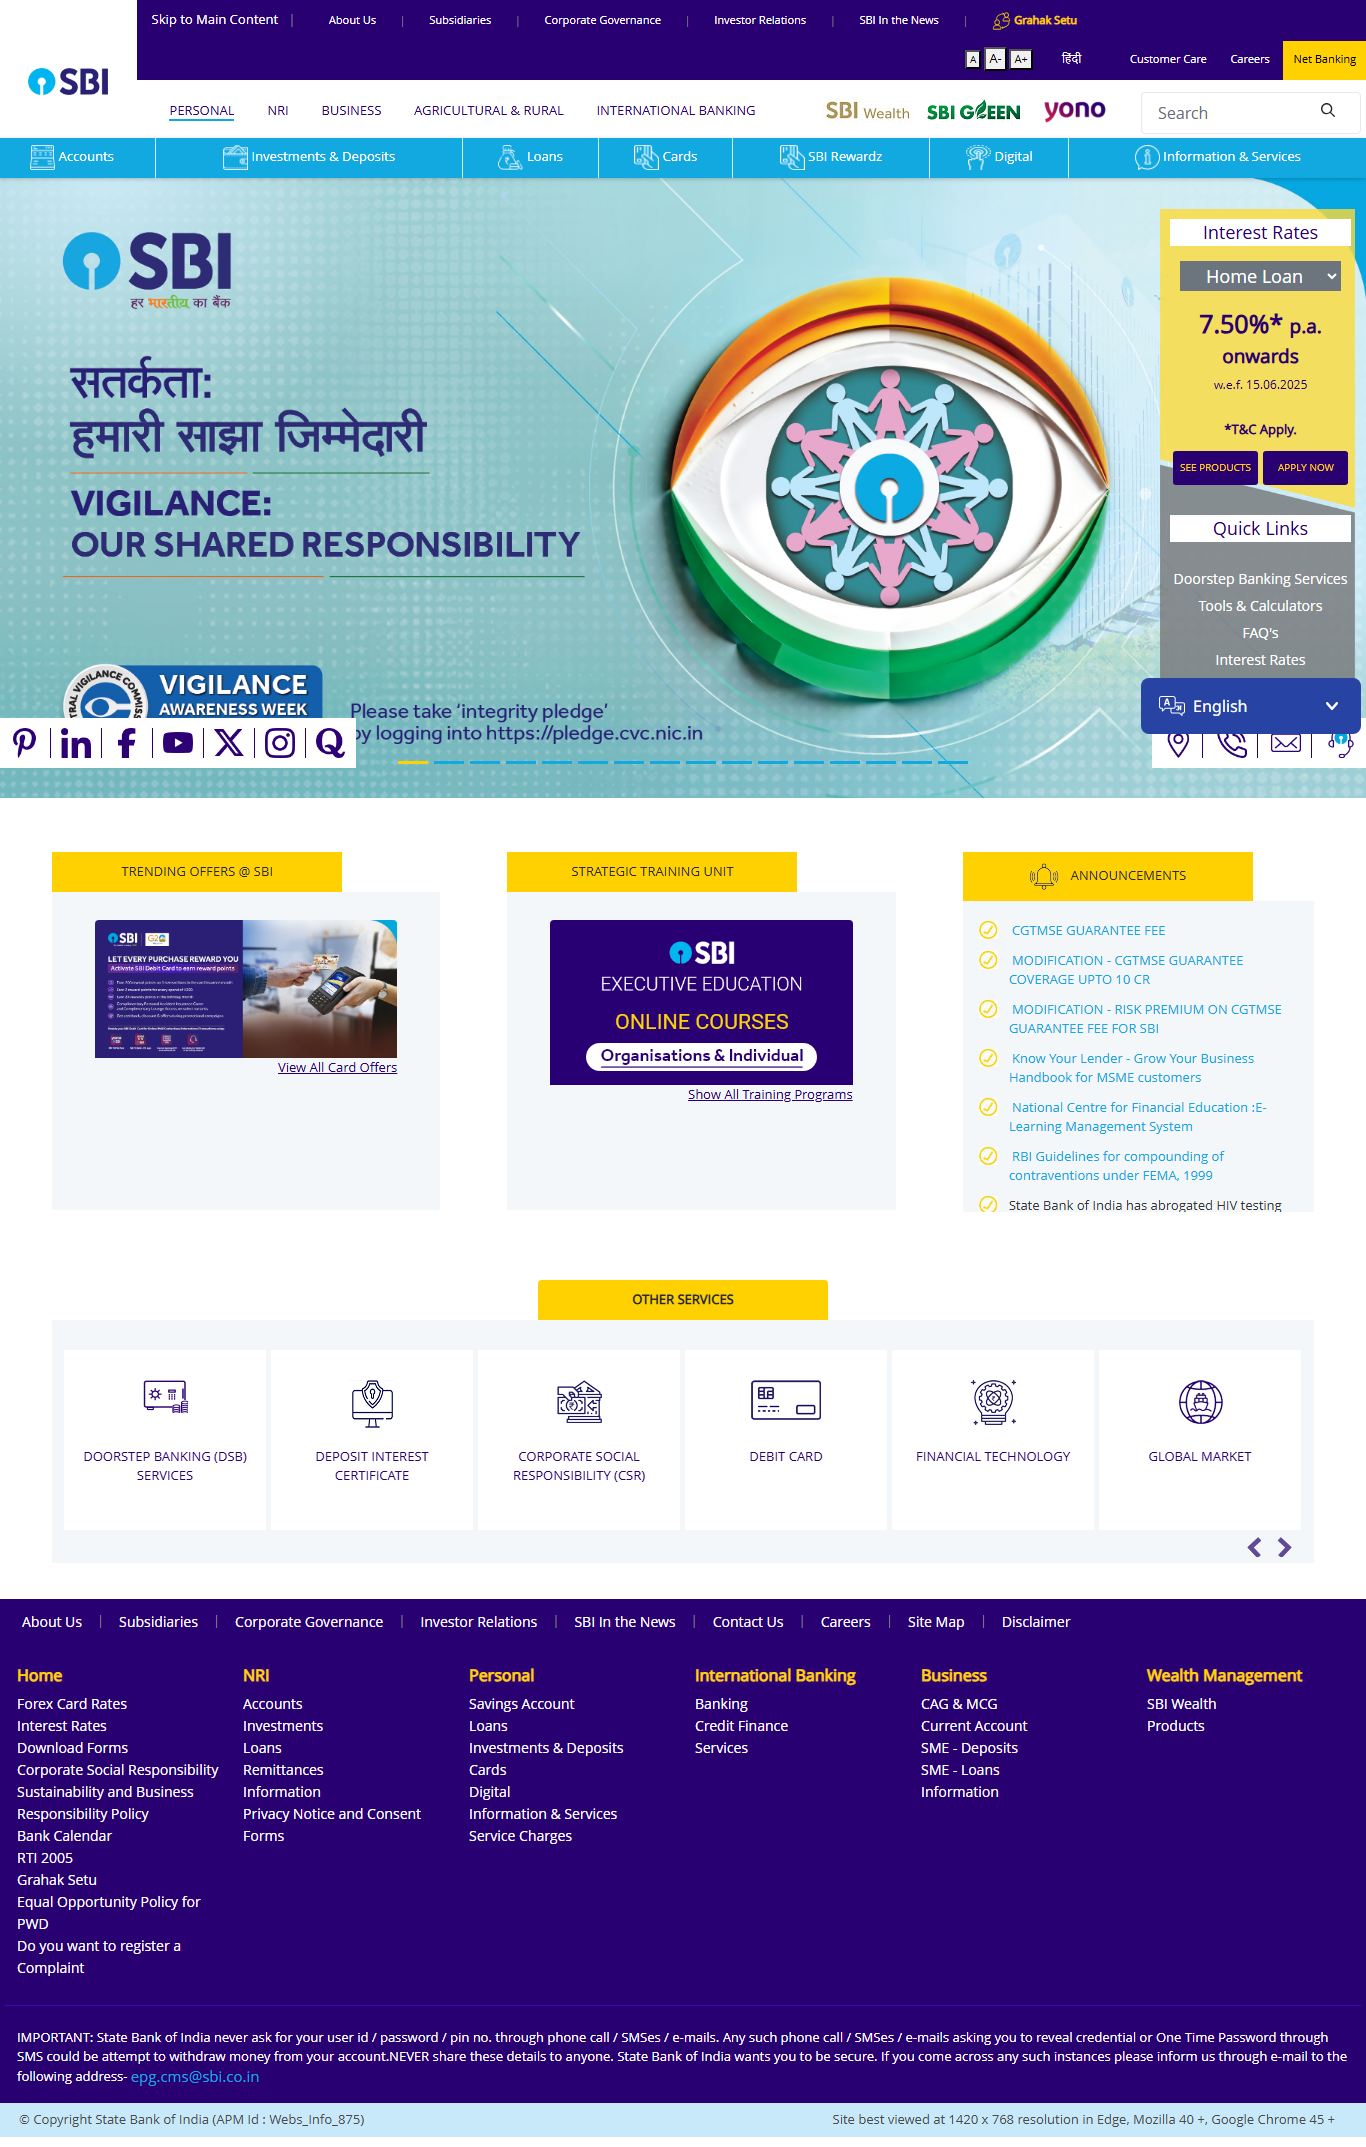 Skip to Main Content
About Us
Subsidiaries
Corporate Governance
Investor Relations
SBI In the News
Grahak Setu
A A- A+
हिंदी
Customer Care
Careers
Net Banking
SBI
PERSONAL
NRI
BUSINESS
AGRICULTURAL & RURAL
INTERNATIONAL BANKING
SBI Wealth
SBI GREEN
yono
Search
Accounts
Investments & Deposits
Loans
Cards
SBI Rewardz
Digital
Information & Services
SBI
हर भारतीय का बैंक
सतर्कता:
हमारी साझा जिम्मेदारी
VIGILANCE:
OUR SHARED RESPONSIBILITY
VIGILANCE
AWARENESS WEEK
Please take ‘integrity pledge’
by logging into https://pledge.cvc.nic.in
Interest Rates
Home Loan
7.50%* p.a.
onwards
w.e.f. 15.06.2025
*T&C Apply.
SEE PRODUCTS
APPLY NOW
Quick Links
Doorstep Banking Services
Tools & Calculators
FAQ's
Interest Rates
English
TRENDING OFFERS @ SBI
SBI
LET EVERY PURCHASE REWARD YOU
Activate SBI Debit Card to earn reward points
View All Card Offers
STRATEGIC TRAINING UNIT
SBI
EXECUTIVE EDUCATION
ONLINE COURSES
Organisations & Individual
Show All Training Programs
ANNOUNCEMENTS
CGTMSE GUARANTEE FEE
MODIFICATION - CGTMSE GUARANTEE
COVERAGE UPTO 10 CR
MODIFICATION - RISK PREMIUM ON CGTMSE
GUARANTEE FEE FOR SBI
Know Your Lender - Grow Your Business
Handbook for MSME customers
National Centre for Financial Education :E-
Learning Management System
RBI Guidelines for compounding of
contraventions under FEMA, 1999
State Bank of India has abrogated HIV testing
OTHER SERVICES
DOORSTEP BANKING (DSB)
SERVICES
DEPOSIT INTEREST
CERTIFICATE
CORPORATE SOCIAL
RESPONSIBILITY (CSR)
DEBIT CARD
FINANCIAL TECHNOLOGY
GLOBAL MARKET
About Us
Subsidiaries
Corporate Governance
Investor Relations
SBI In the News
Contact Us
Careers
Site Map
Disclaimer
Home
Forex Card Rates
Interest Rates
Download Forms
Corporate Social Responsibility
Sustainability and Business
Responsibility Policy
Bank Calendar
RTI 2005
Grahak Setu
Equal Opportunity Policy for
PWD
Do you want to register a
Complaint
NRI
Accounts
Investments
Loans
Remittances
Information
Privacy Notice and Consent
Forms
Personal
Savings Account
Loans
Investments & Deposits
Cards
Digital
Information & Services
Service Charges
International Banking
Banking
Credit Finance
Services
Business
CAG & MCG
Current Account
SME - Deposits
SME - Loans
Information
Wealth Management
SBI Wealth
Products
IMPORTANT: State Bank of India never ask for your user id / password / pin no. through phone call / SMSes / e-mails. Any such phone call / SMSes / e-mails asking you to reveal credential or One Time Password through
SMS could be attempt to withdraw money from your account.NEVER share these details to anyone. State Bank of India wants you to be secure. If you come across any such instances please inform us through e-mail to the
following address- epg.cms@sbi.co.in
© Copyright State Bank of India (APM Id : Webs_Info_875)
Site best viewed at 1420 x 768 resolution in Edge, Mozilla 40 +, Google Chrome 45 +